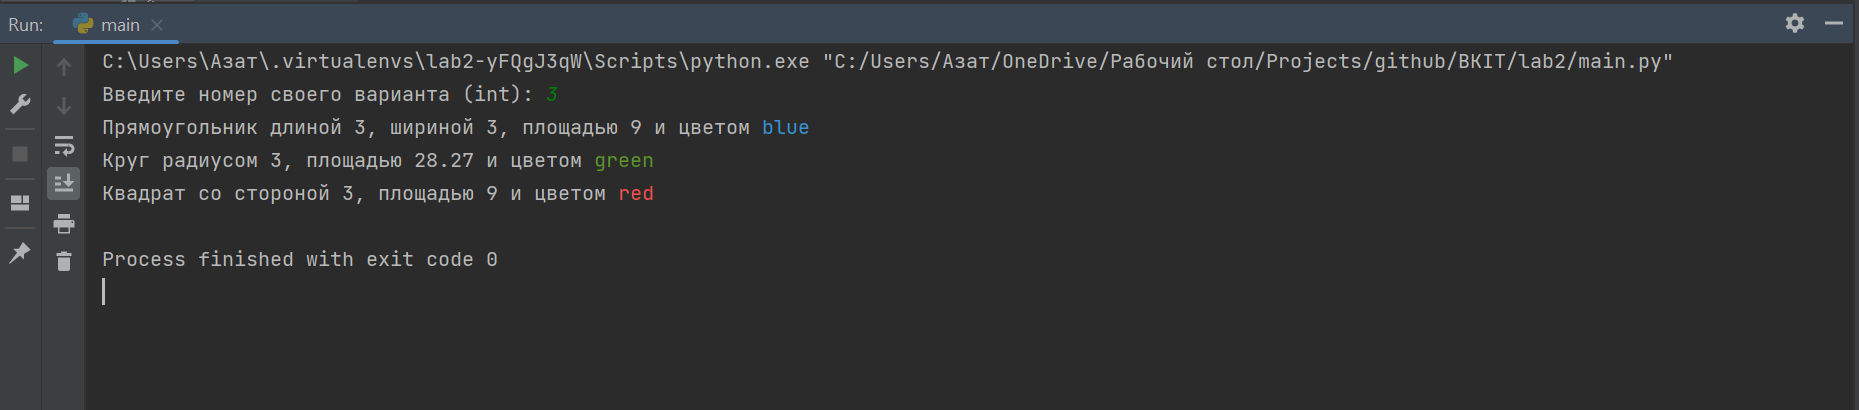 Run: main
C:\Users\Азат\.virtualenvs\lab2-yFQgJ3qW\Scripts\python.exe "C:/Users/Азат/OneDrive/Рабочий стол/Projects/github/BKIT/lab2/main.py"
Введите номер своего варианта (int): 3
Прямоугольник длиной 3, шириной 3, площадью 9 и цветом blue
Круг радиусом 3, площадью 28.27 и цветом green
Квадрат со стороной 3, площадью 9 и цветом red
Process finished with exit code 0